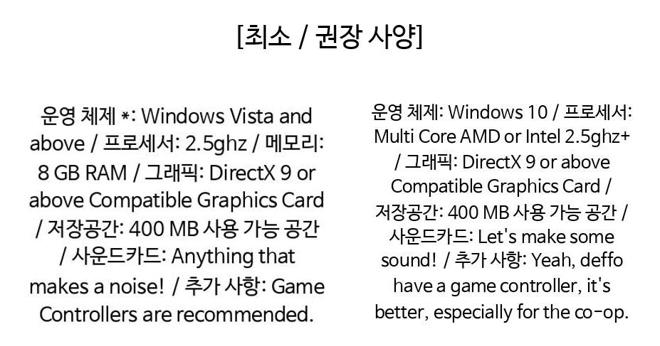 [최소 / 권장 사양]
운영 체제 *: Windows Vista and
above / 프로세서: 2.5ghz / 메모리:
8 GB RAM / 그래픽: DirectX 9 or
above Compatible Graphics Card
/ 저장공간: 400 MB 사용 가능 공간
/ 사운드카드: Anything that
makes a noise! / 추가 사항: Game
Controllers are recommended.
운영 체제: Windows 10 / 프로세서:
Multi Core AMD or Intel 2.5ghz+
/ 그래픽: DirectX 9 or above
Compatible Graphics Card /
저장공간: 400 MB 사용 가능 공간 /
사운드카드: Let's make some
sound! / 추가 사항: Yeah, deffo
have a game controller, it's
better, especially for the co-op.